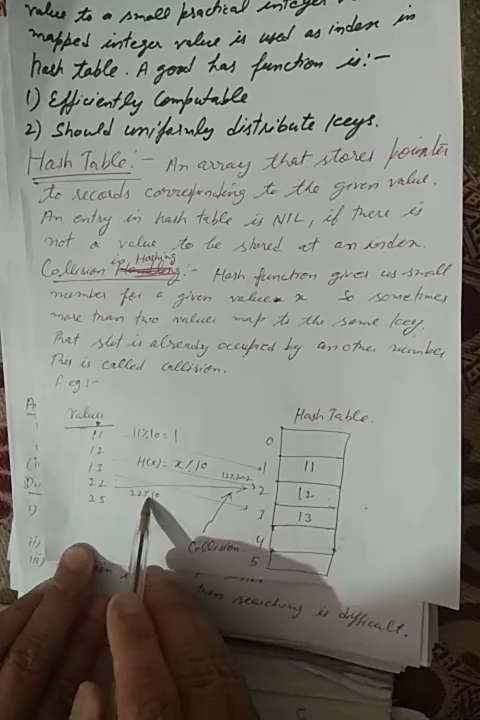 value to a small practical integer
mapped integer value is used as index in
hash table. A good has function is:-
1) Efficiently Computable
2) Should uniformly distribute keys.
Hash Table:- An array that stores pointer
to records corresponding to the given value.
An entry in hash table is NIL, if there is
not a value to be stored at an index.
Collision in Hashing:- Hash function gives us small
number for a given value x So sometimes
more than two values map to the same key.
That slot is already occupied by another number
This is called collision.
eg:-
Values
Hash Table.
11
11%10 = 1
12
13
H(x) = x%10
22
22%10
25
0
1
11
2
12
3
13
4
5
Collision
then searching is difficult.